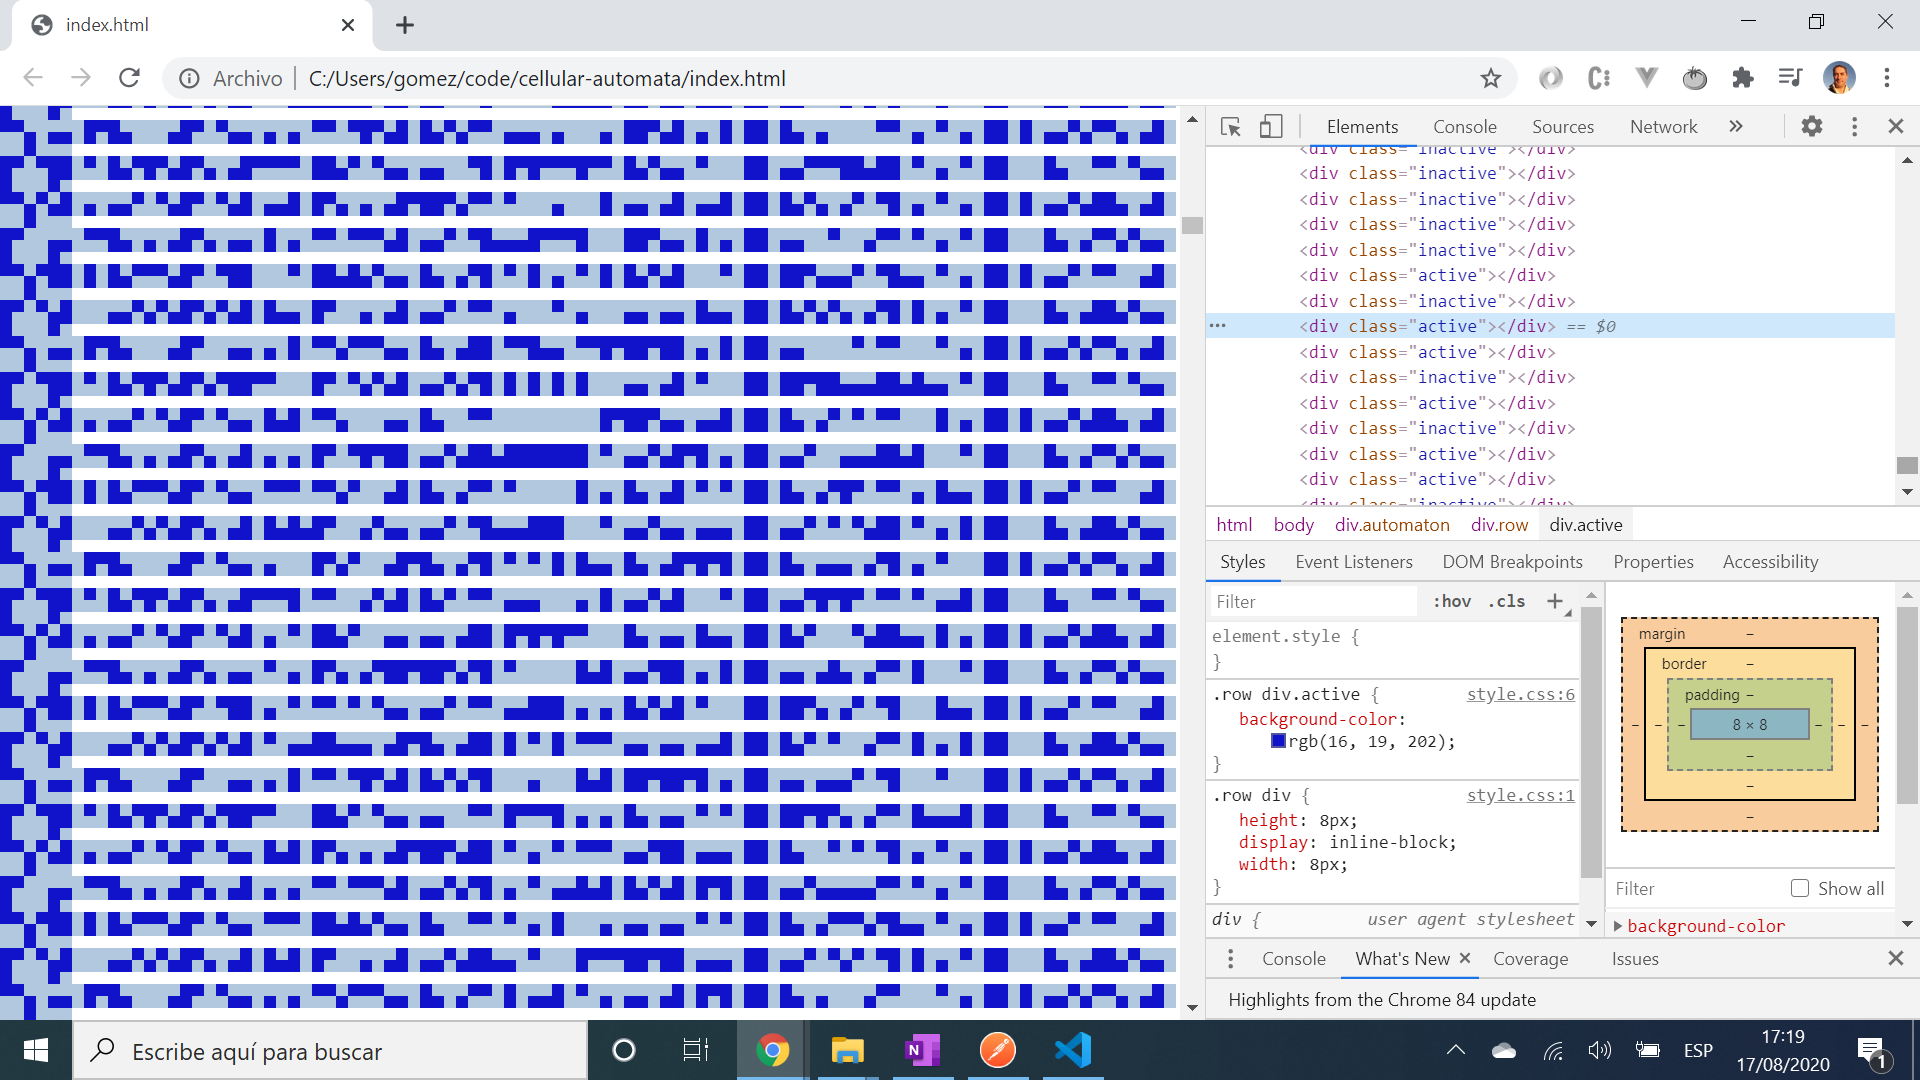 index.html
Archivo
C:/Users/gomez/code/cellular-automata/index.html
Elements Console Sources Network »
<div class="inactive"></div>
<div class="inactive"></div>
<div class="inactive"></div>
<div class="inactive"></div>
<div class="inactive"></div>
<div class="active"></div>
<div class="inactive"></div>
<div class="active"></div> == $0
<div class="active"></div>
<div class="inactive"></div>
<div class="active"></div>
<div class="inactive"></div>
<div class="active"></div>
<div class="active"></div>
<div class="inactive"></div>
html body div.automaton div.row div.active
Styles Event Listeners DOM Breakpoints Properties Accessibility
Filter :hov .cls +
element.style {
}
.row div.active { style.css:6
background-color:
rgb(16, 19, 202);
}
.row div { style.css:1
height: 8px;
display: inline-block;
width: 8px;
}
div { user agent stylesheet
margin –
border –
padding –
– – – 8 × 8 – – –
–
–
–
Filter Show all
background-color
Console What's New Coverage Issues
Highlights from the Chrome 84 update
Escribe aquí para buscar
N
ESP
17:19
17/08/2020
1